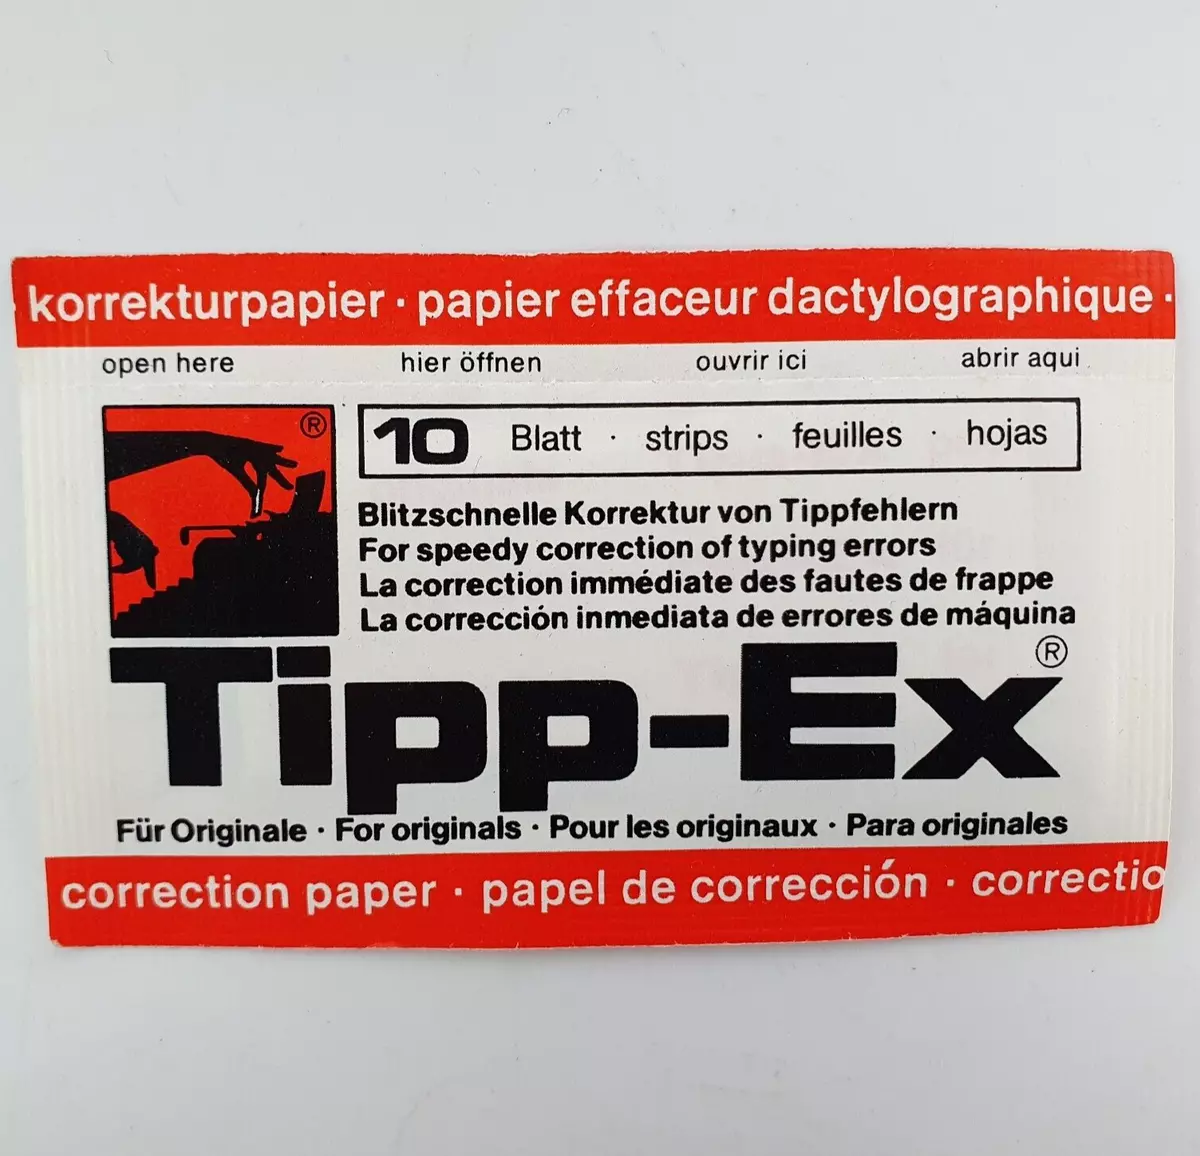 korrekturpapier · papier effaceur dactylographique ·
open here hier öffnen ouvrir ici abrir aqui
®
10 Blatt · strips · feuilles · hojas
Blitzschnelle Korrektur von Tippfehlern
For speedy correction of typing errors
La correction immédiate des fautes de frappe
La corrección inmediata de errores de máquina
Tipp-Ex ®
Für Originale · For originals · Pour les originaux · Para originales
correction paper · papel de corrección · correctio